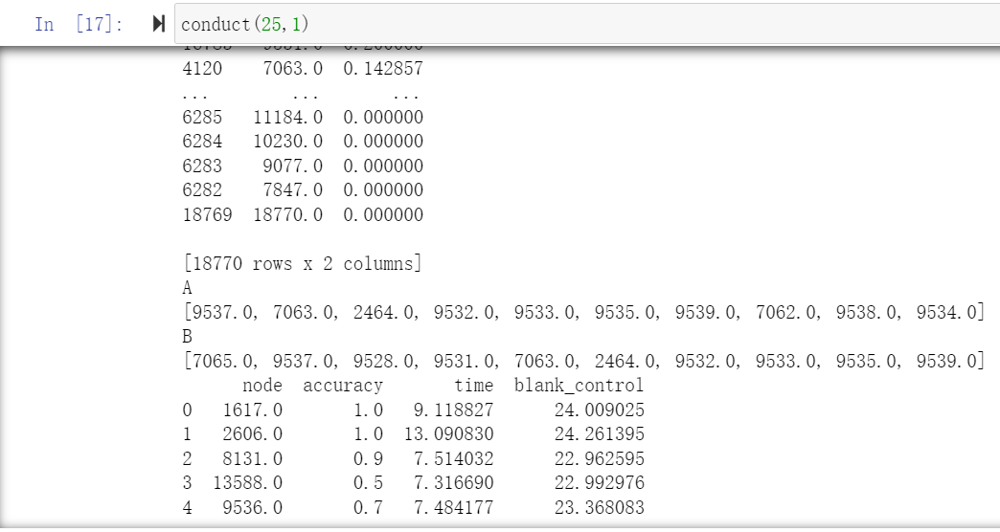 In [17]: conduct(25,1)
4120 7063.0 0.142857
... ... ...
6285 11184.0 0.000000
6284 10230.0 0.000000
6283 9077.0 0.000000
6282 7847.0 0.000000
18769 18770.0 0.000000
[18770 rows x 2 columns]
A
[9537.0, 7063.0, 2464.0, 9532.0, 9533.0, 9535.0, 9539.0, 7062.0, 9538.0, 9534.0]
B
[7065.0, 9537.0, 9528.0, 9531.0, 7063.0, 2464.0, 9532.0, 9533.0, 9535.0, 9539.0]
node accuracy time blank_control
0 1617.0 1.0 9.118827 24.009025
1 2606.0 1.0 13.090830 24.261395
2 8131.0 0.9 7.514032 22.962595
3 13588.0 0.5 7.316690 22.992976
4 9536.0 0.7 7.484177 23.368083